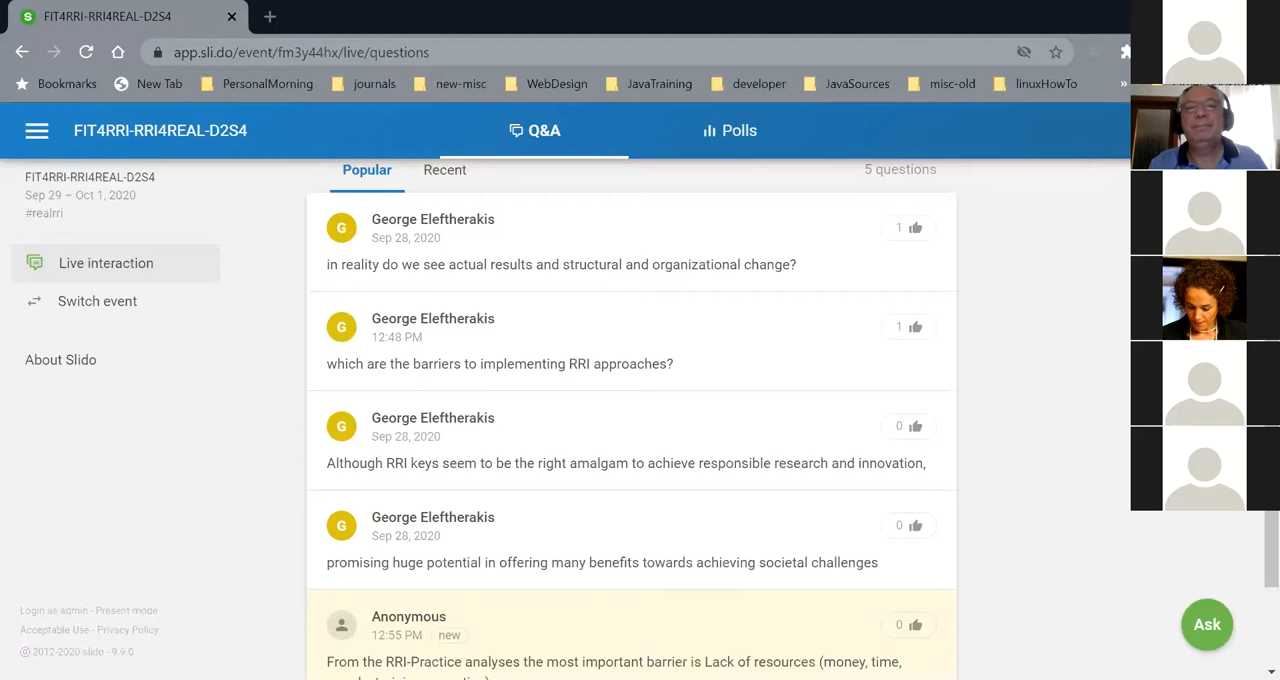 FIT4RRI-RRI4REAL-D2S4
app.sli.do/event/fm3y44hx/live/questions
Bookmarks New Tab PersonalMorning journals new-misc WebDesign JavaTraining developer JavaSources misc-old linuxHowTo »
FIT4RRI-RRI4REAL-D2S4 Q&A Polls
FIT4RRI-RRI4REAL-D2S4
Sep 29 – Oct 1, 2020
#realrri
Live interaction
Switch event
About Slido
Login as admin - Present mode
Acceptable Use - Privacy Policy
© 2012-2020 slido - 9.9.0
Popular Recent 5 questions
G George Eleftherakis 1
Sep 28, 2020
in reality do we see actual results and structural and organizational change?
G George Eleftherakis 1
12:48 PM
which are the barriers to implementing RRI approaches?
G George Eleftherakis 0
Sep 28, 2020
Although RRI keys seem to be the right amalgam to achieve responsible research and innovation,
G George Eleftherakis 0
Sep 28, 2020
promising huge potential in offering many benefits towards achieving societal challenges
Anonymous 0
12:55 PM new
From the RRI-Practice analyses the most important barrier is Lack of resources (money, time,
Ask